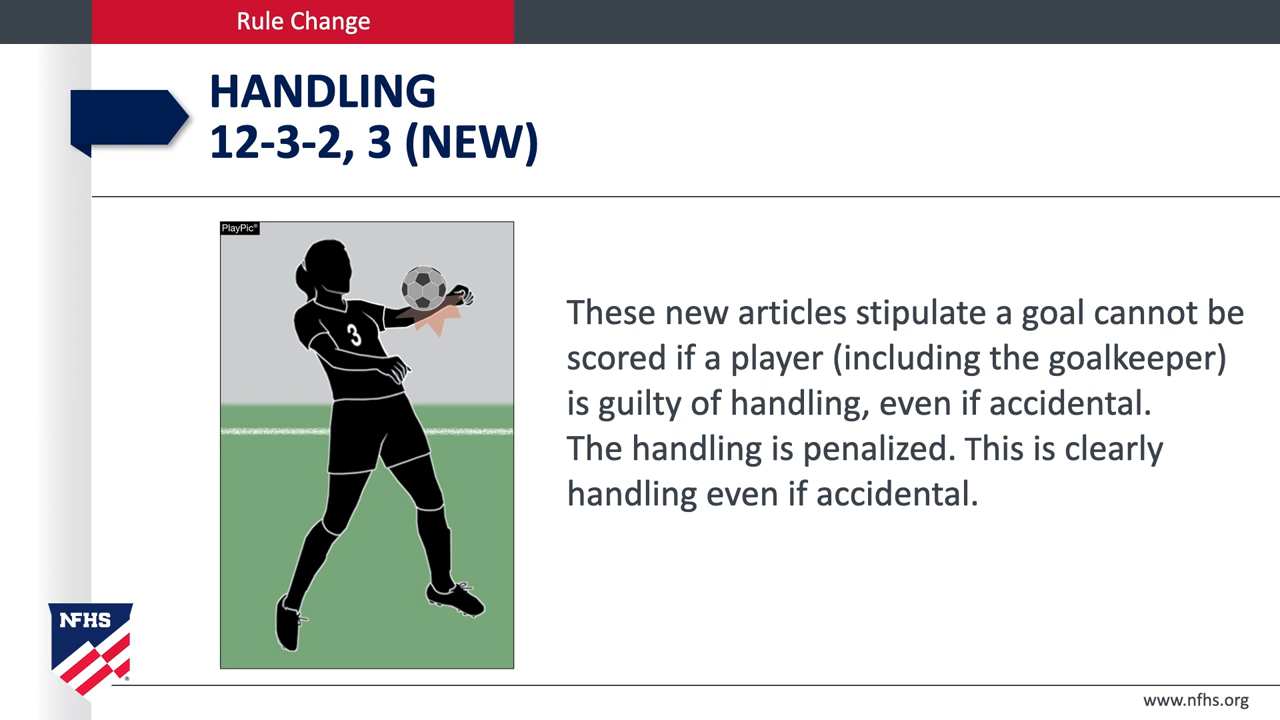 Rule Change
HANDLING
12-3-2, 3 (NEW)
PlayPic®
3
These new articles stipulate a goal cannot be
scored if a player (including the goalkeeper)
is guilty of handling, even if accidental.
The handling is penalized. This is clearly
handling even if accidental.
NFHS
®
www.nfhs.org